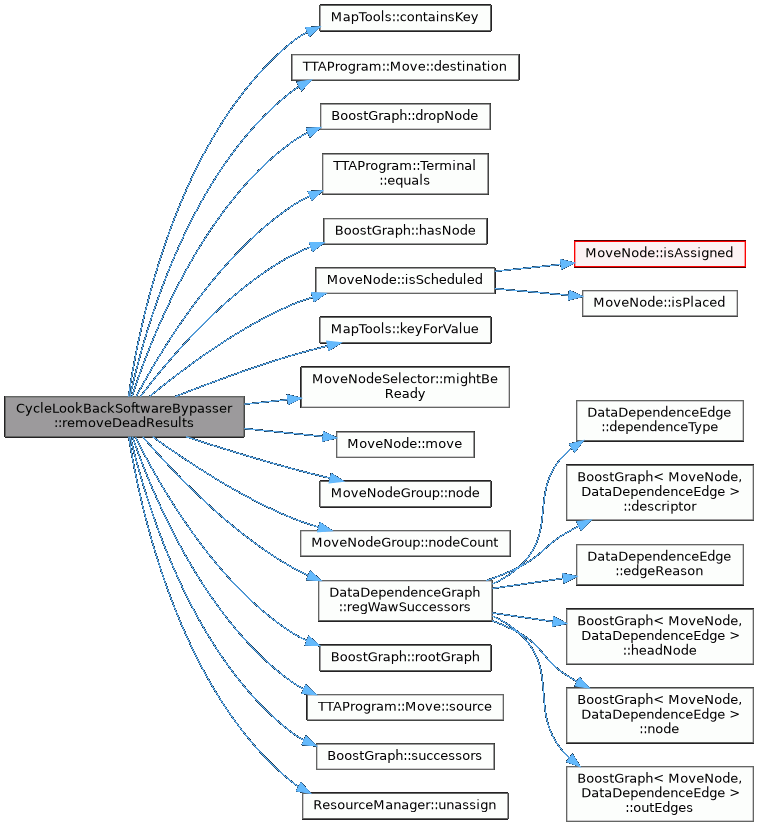 MapTools::containsKey
TTAProgram::Move::destination
BoostGraph::dropNode
TTAProgram::Terminal
::equals
BoostGraph::hasNode
MoveNode::isAssigned
MoveNode::isScheduled
MoveNode::isPlaced
MapTools::keyForValue
MoveNodeSelector::mightBe
Ready
CycleLookBackSoftwareBypasser
::removeDeadResults
MoveNode::move
DataDependenceEdge
::dependenceType
MoveNodeGroup::node
BoostGraph< MoveNode,
DataDependenceEdge >
::descriptor
MoveNodeGroup::nodeCount
DataDependenceEdge
::edgeReason
DataDependenceGraph
::regWawSuccessors
BoostGraph< MoveNode,
DataDependenceEdge >
::headNode
BoostGraph::rootGraph
TTAProgram::Move::source
BoostGraph< MoveNode,
DataDependenceEdge >
::node
BoostGraph::successors
BoostGraph< MoveNode,
DataDependenceEdge >
::outEdges
ResourceManager::unassign